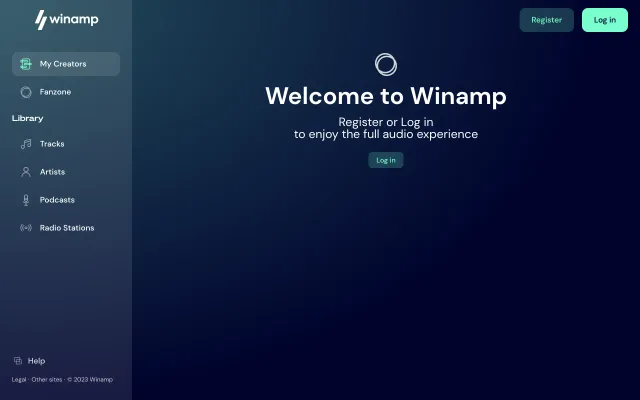 winamp
Register
Log in
My Creators
Fanzone
Library
Tracks
Artists
Podcasts
Radio Stations
Welcome to Winamp
Register or Log in
to enjoy the full audio experience
Log in
Help
Legal · Other sites · © 2023 Winamp